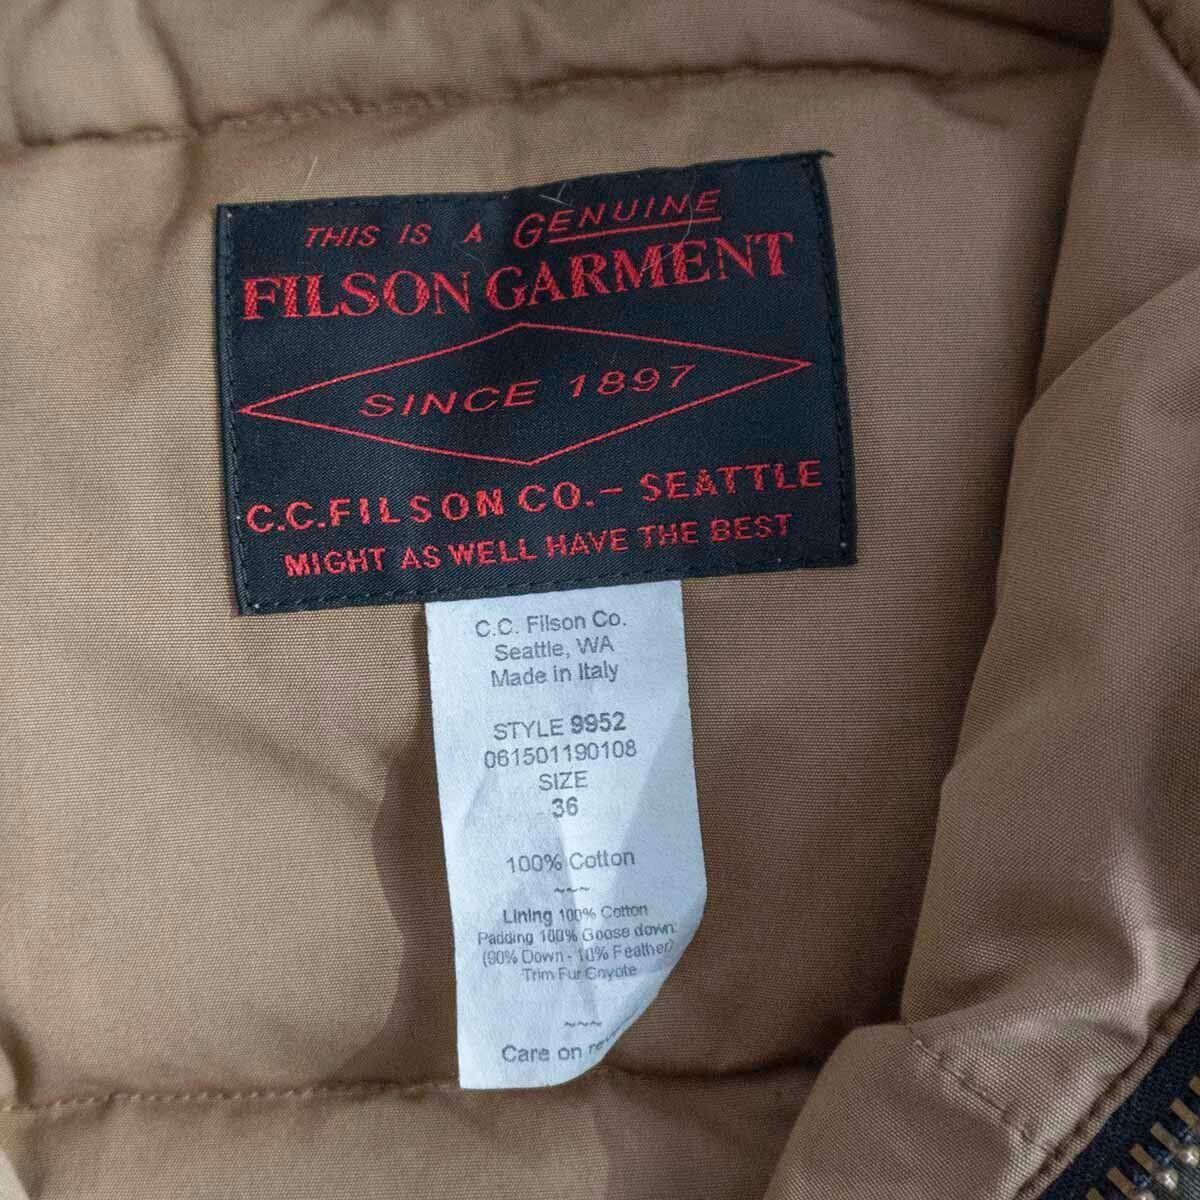 THIS IS A GENUINE
FILSON GARMENT
SINCE 1897
C.C.FILSON CO.- SEATTLE
MIGHT AS WELL HAVE THE BEST
C.C. Filson Co.
Seattle, WA
Made in Italy
STYLE 9952
061501190108
SIZE
36
100% Cotton
~~~
Lining 100% Cotton
Padding 100% Goose down:
(90% Down - 10% Feather)
Trim Fur Coyote
~~~
Care on